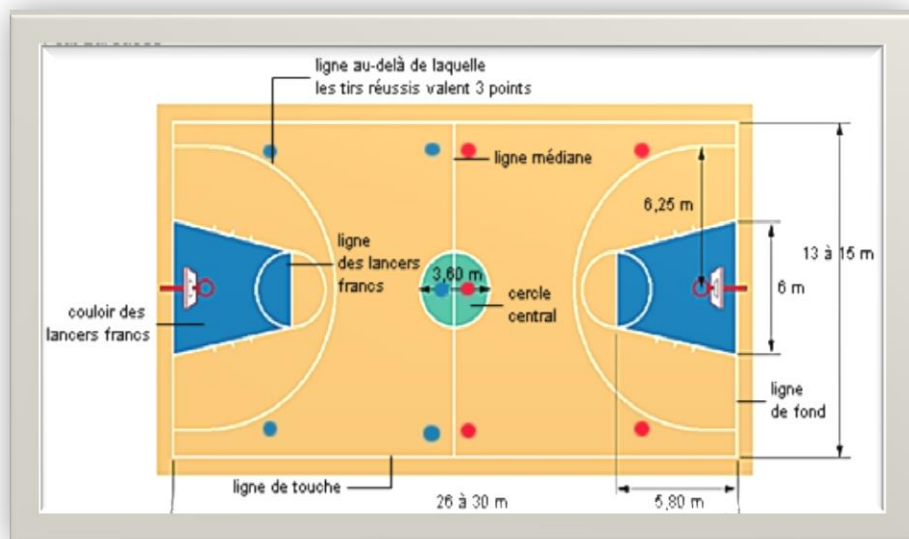 ligne au-delà de laquelle
les tirs réussis valent 3 points
ligne médiane
6,25 m
13 à 15 m
ligne
des lancers
francs
3,60 m
6 m
cercle
central
couloir des
lancers francs
ligne
de fond
ligne de touche
26 à 30 m
5,80 m